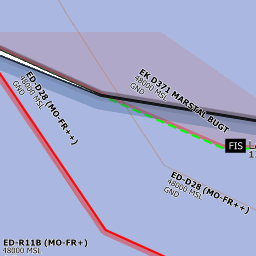 EK D371 MARSTAL BUGT
48000 MSL
GND
ED-D28 (MO-FR++)
48000 MSL
GND
FIS
ED-D28 (MO-FR++)
48000 MSL
GND
ED-R11B (MO-FR+)
48000 MSL